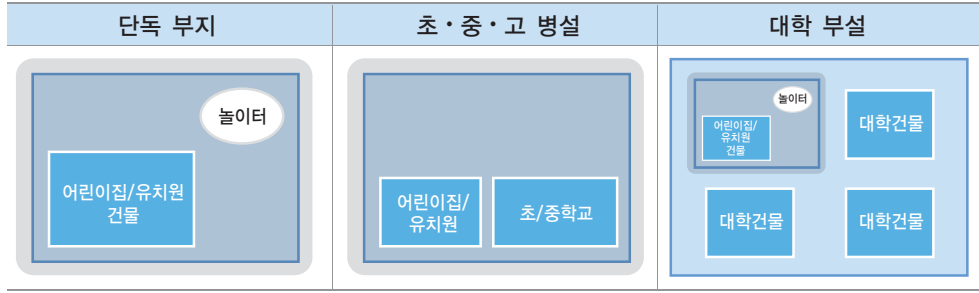 단독 부지
초・중・고 병설
대학 부설
놀이터
어린이집/유치원
건물
어린이집/
유치원
초/중학교
놀이터
어린이집/
유치원
건물
대학건물
대학건물
대학건물